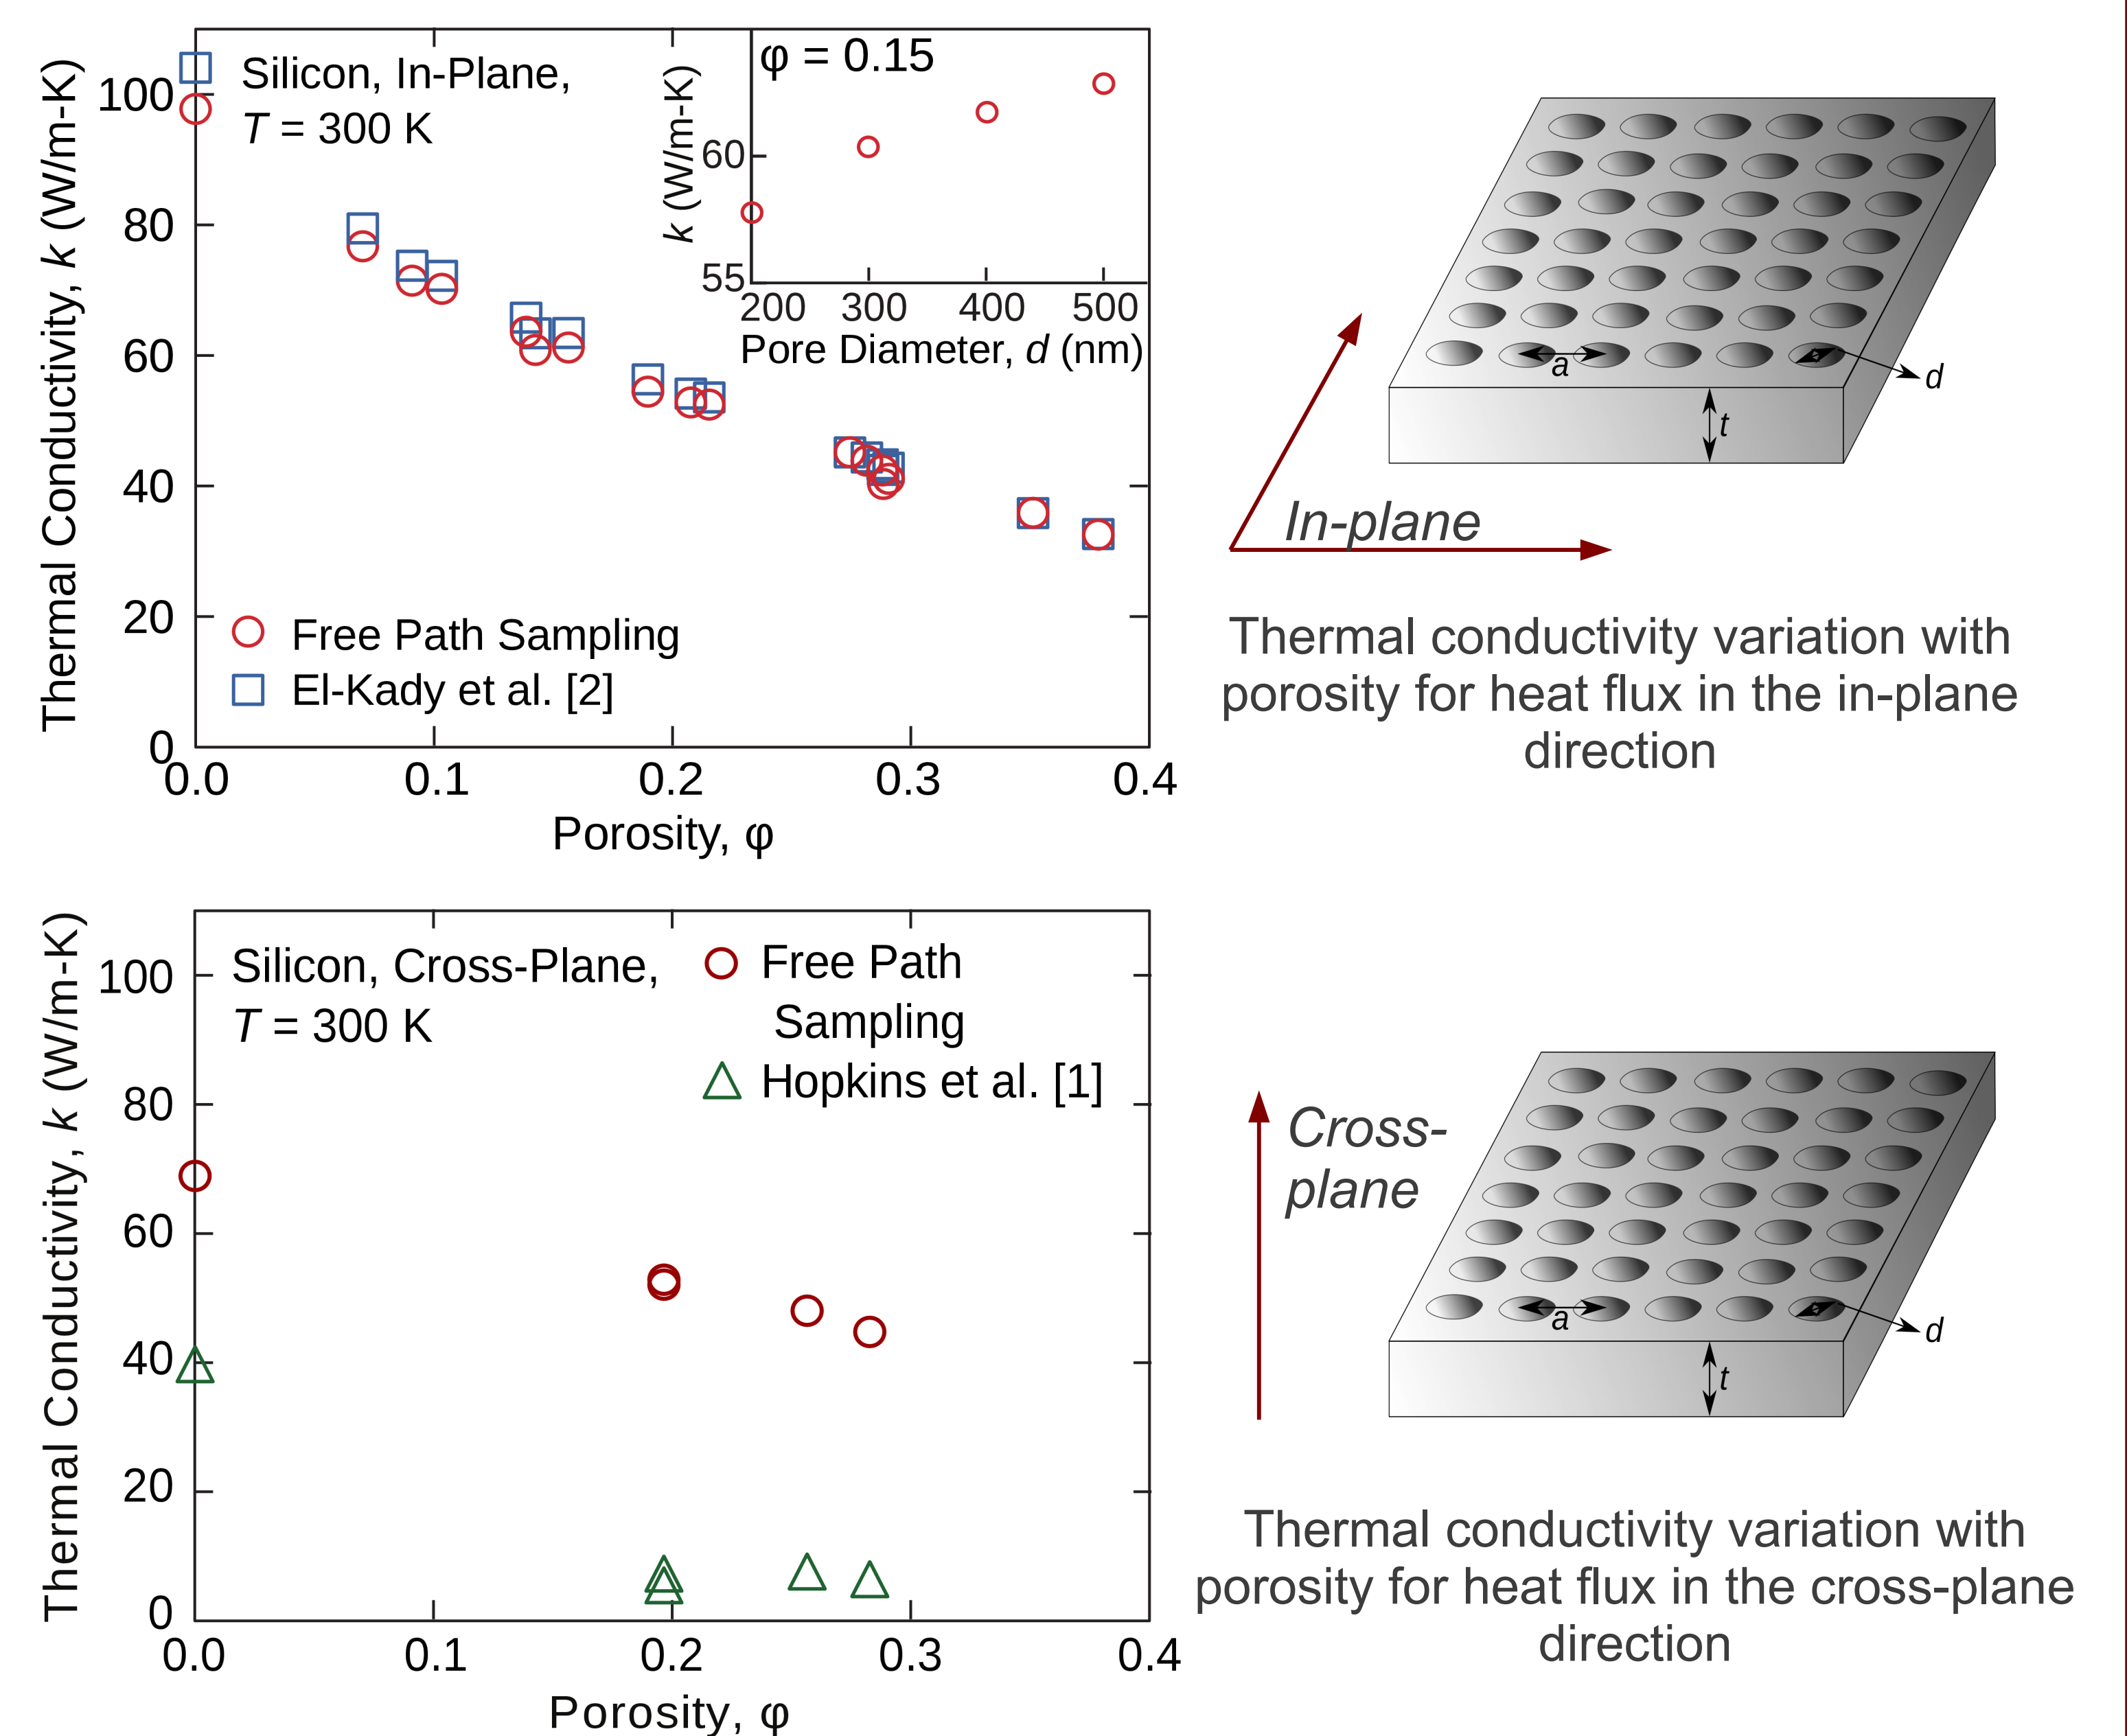 Silicon, In-Plane,
T = 300 K
Thermal Conductivity, k (W/m-K)
100
80
60
40
20
0
0.0 0.1 0.2 0.3 0.4
Porosity, φ
Free Path Sampling
El-Kady et al. [2]
φ = 0.15
k (W/m-K)
60
55
200 300 400 500
Pore Diameter, d (nm)
a
d
t
In-plane
Thermal conductivity variation with
porosity for heat flux in the in-plane
direction
Silicon, Cross-Plane,
T = 300 K
Free Path
Sampling
Hopkins et al. [1]
Thermal Conductivity, k (W/m-K)
100
80
60
40
20
0
0.0 0.1 0.2 0.3 0.4
Porosity, φ
Cross-
plane
a
d
t
Thermal conductivity variation with
porosity for heat flux in the cross-plane
direction